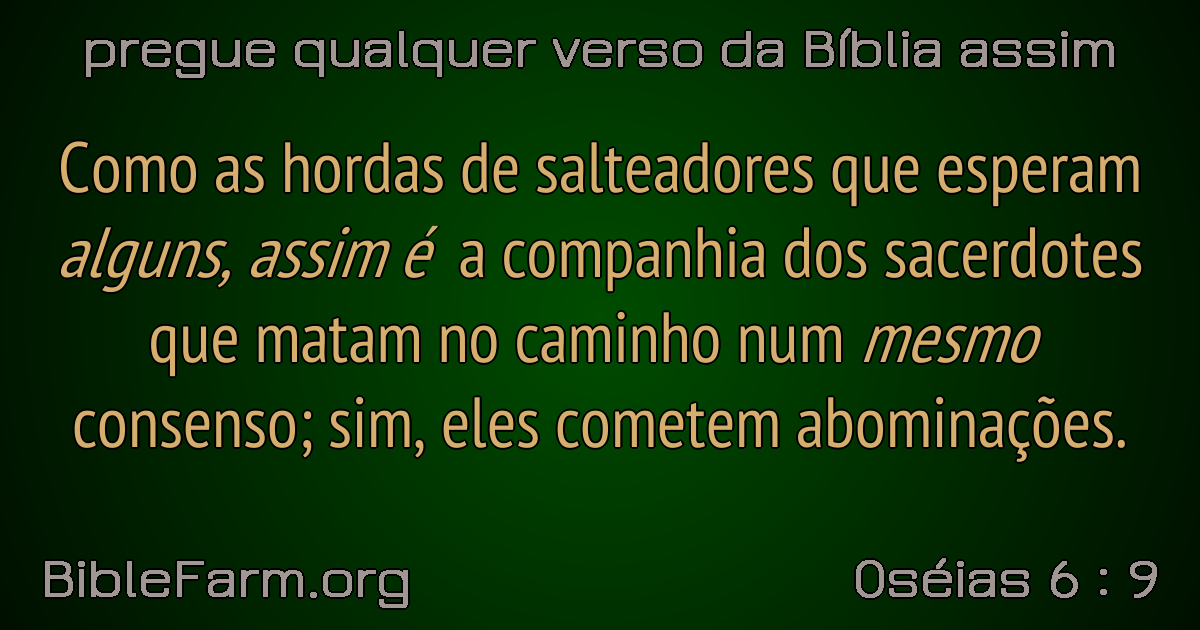 pregue qualquer verso da Bíblia assim
Como as hordas de salteadores que esperam
alguns, assim é a companhia dos sacerdotes
que matam no caminho num mesmo
consenso; sim, eles cometem abominações.
BibleFarm.org
Oséias 6 : 9